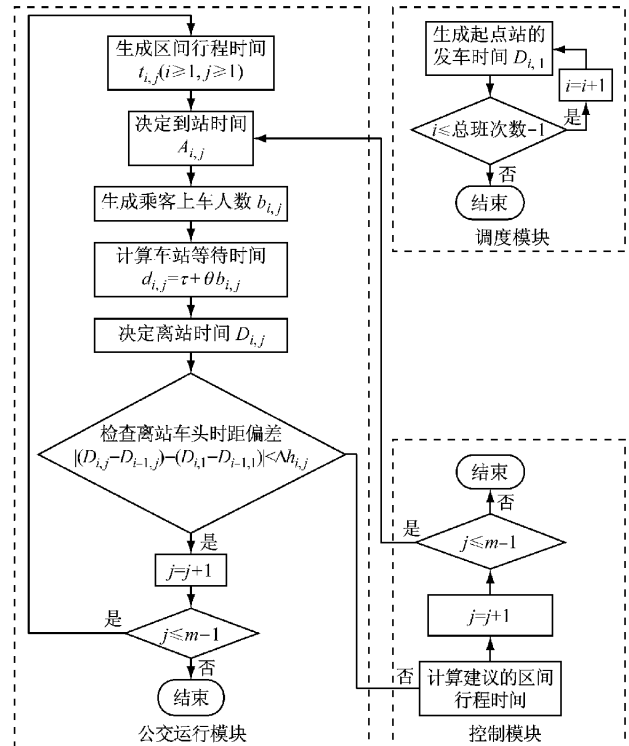 生成区间行程时间
t_{i,j}(i≥1, j≥1)
决定到站时间
A_{i,j}
生成乘客上车人数 b_{i,j}
计算车站等待时间
d_{i,j}=τ+θb_{i,j}
决定离站时间 D_{i,j}
检查离站车头时距偏差
|(D_{i,j}−D_{i−1,j})−(D_{i,1}−D_{i−1,1})|<Λh_{i,j}
是
j=j+1
是
j≤m−1
否
结束
公交运行模块
生成起点站的
发车时间 D_{i,1}
i=i+1
i≤总班次数−1
是
否
结束
调度模块
结束
否
是
j≤m−1
j=j+1
否
计算建议的区间
行程时间
控制模块